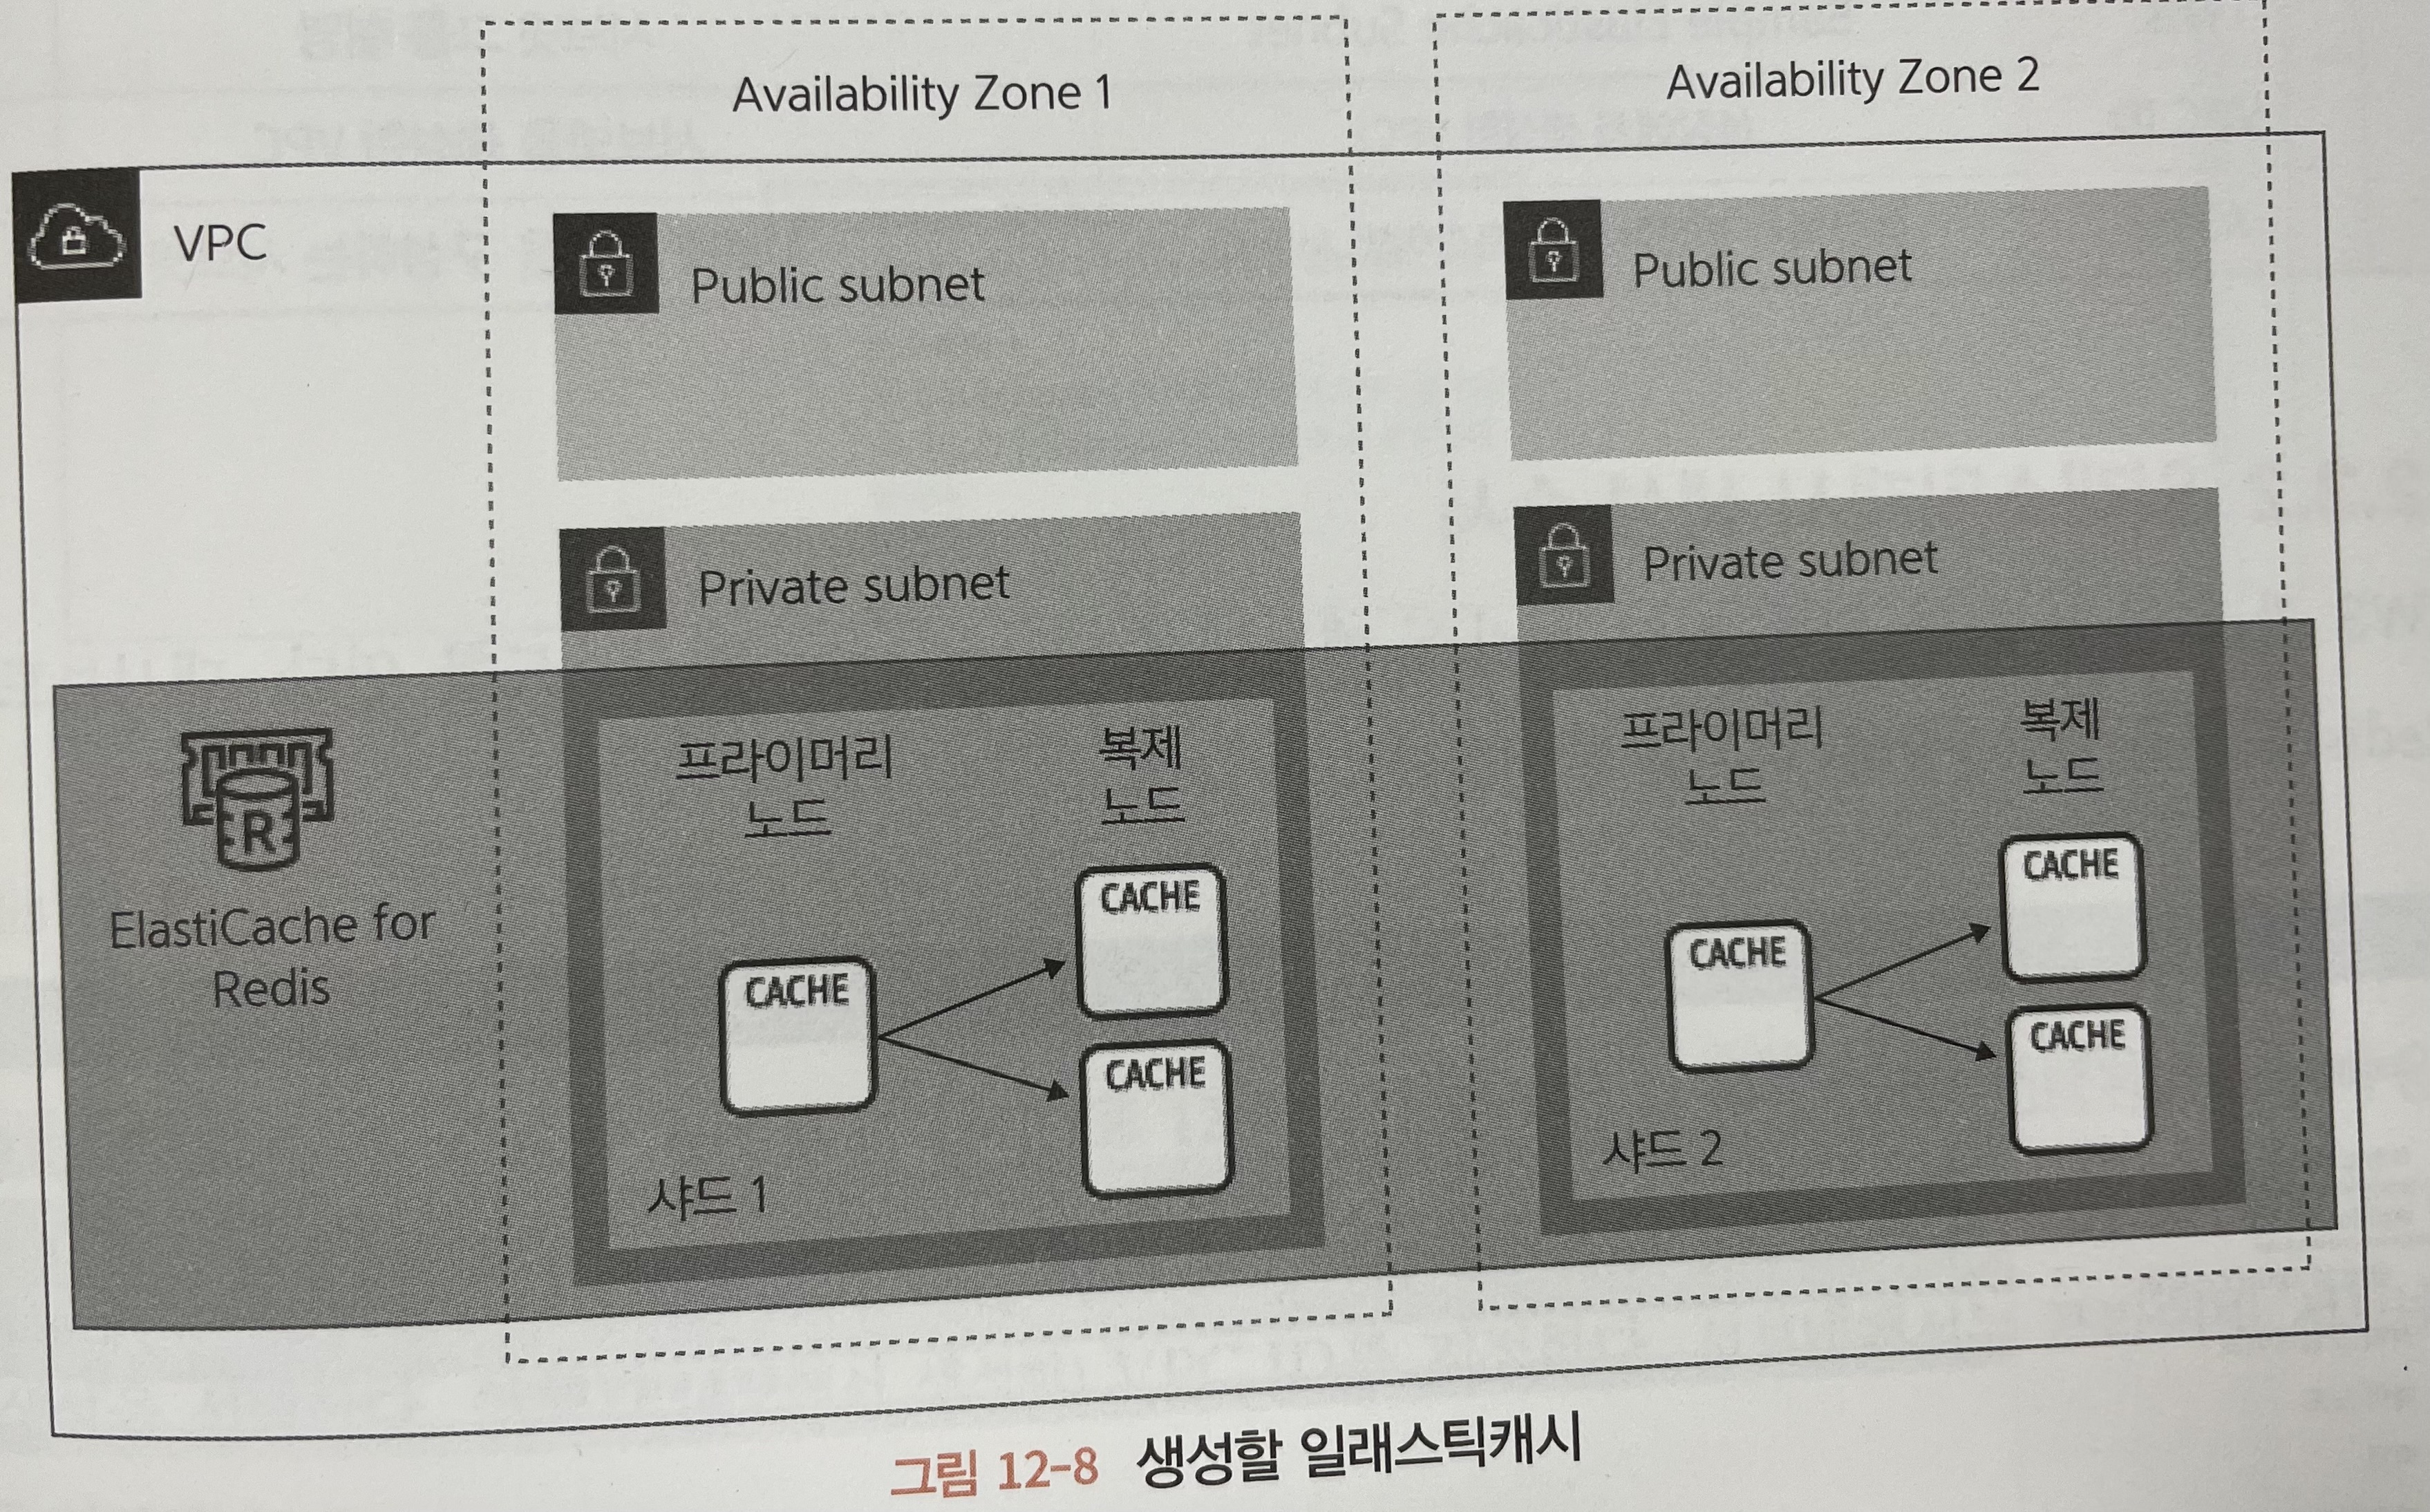 Availability Zone 1
Availability Zone 2
VPC
Public subnet
Public subnet
Private subnet
Private subnet
ElastiCache for
Redis
프라이머리
노드
복제
노드
CACHE
CACHE
CACHE
샤드 1
프라이머리
노드
복제
노드
CACHE
CACHE
CACHE
샤드 2
그림 12-8 생성할 일래스틱캐시